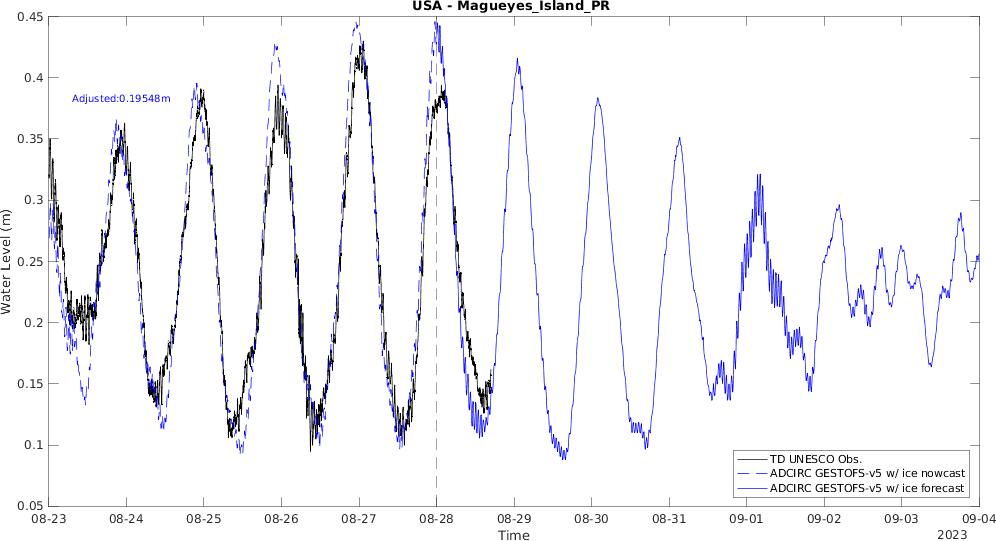 USA - Magueyes_Island_PR
0.45
0.4
Adjusted:0.19548m
0.35
0.3
0.25
0.2
0.15
0.1
0.05
Water Level (m)
TD UNESCO Obs.
ADCIRC GESTOFS-v5 w/ ice nowcast
ADCIRC GESTOFS-v5 w/ ice forecast
08-23 08-24 08-25 08-26 08-27 08-28 08-29 08-30 08-31 09-01 09-02 09-03 09-04
Time
2023